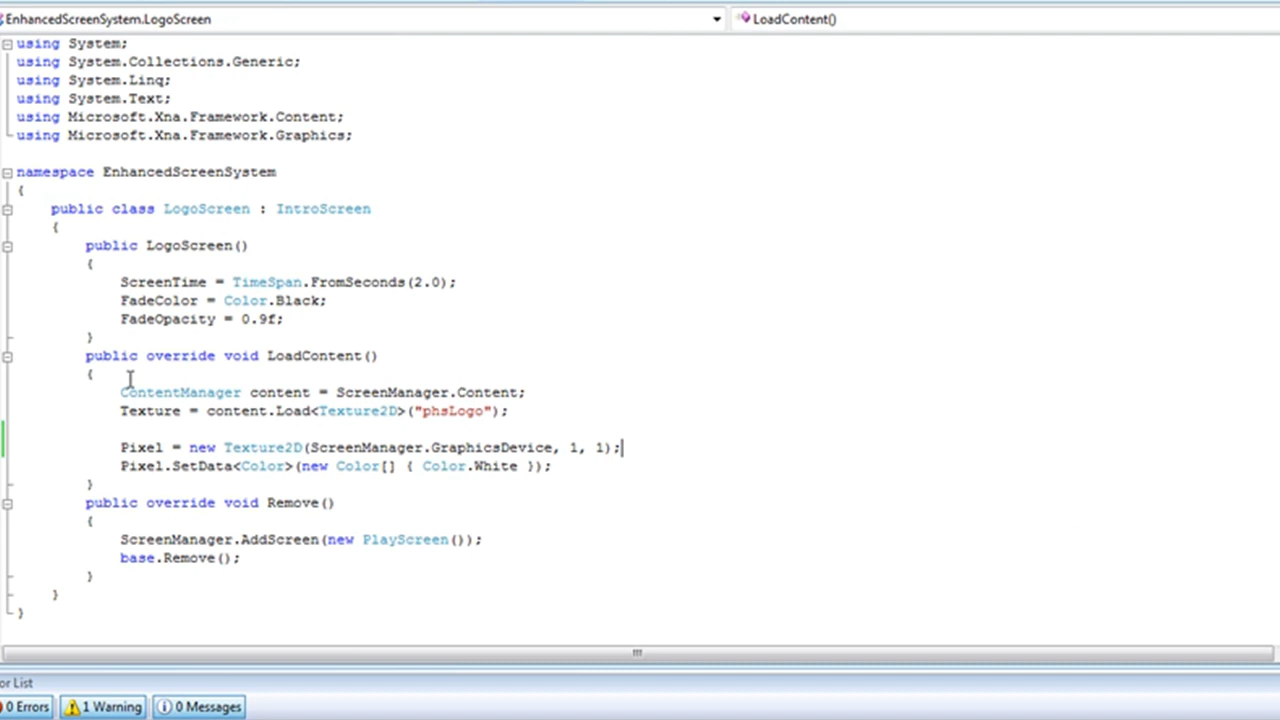 EnhancedScreenSystem.LogoScreen LoadContent()
using System;
using System.Collections.Generic;
using System.Linq;
using System.Text;
using Microsoft.Xna.Framework.Content;
using Microsoft.Xna.Framework.Graphics;
namespace EnhancedScreenSystem
{
public class LogoScreen : IntroScreen
{
public LogoScreen()
{
ScreenTime = TimeSpan.FromSeconds(2.0);
FadeColor = Color.Black;
FadeOpacity = 0.9f;
}
public override void LoadContent()
{
ContentManager content = ScreenManager.Content;
Texture = content.Load<Texture2D>("phsLogo");
Pixel = new Texture2D(ScreenManager.GraphicsDevice, 1, 1);
Pixel.SetData<Color>(new Color[] { Color.White });
}
public override void Remove()
{
ScreenManager.AddScreen(new PlayScreen());
base.Remove();
}
}
}
or List
0 Errors 1 Warning 0 Messages